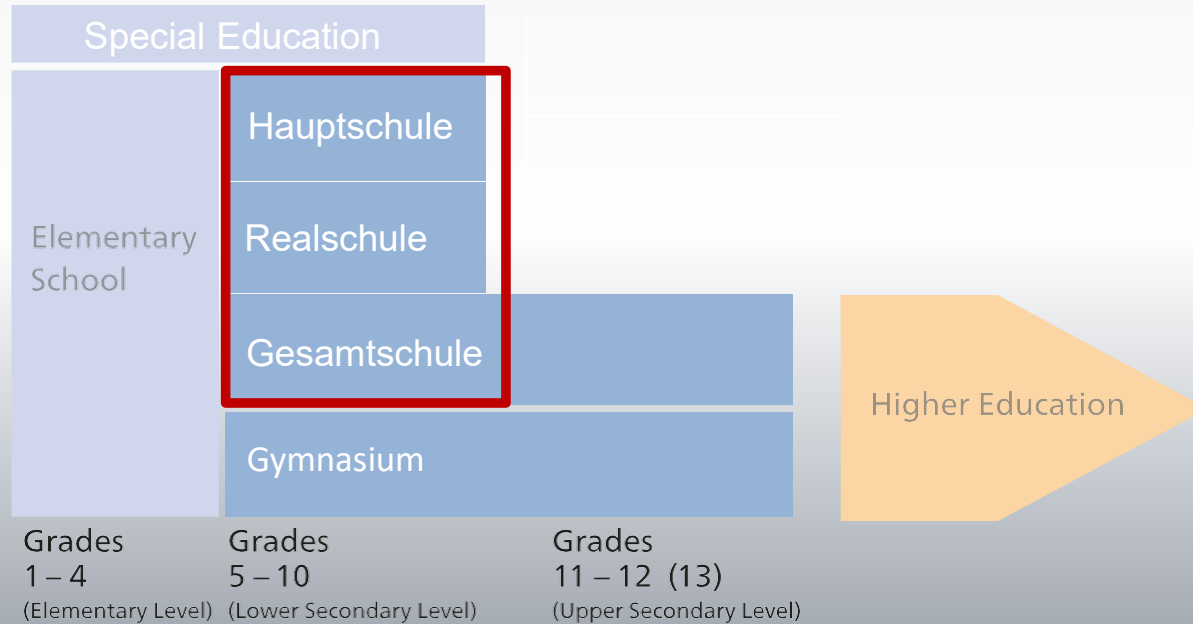 Special Education
Hauptschule
Realschule
Elementary
School
Gesamtschule
Higher Education
Gymnasium
Grades
1 – 4
(Elementary Level)
Grades
5 – 10
(Lower Secondary Level)
Grades
11 – 12 (13)
(Upper Secondary Level)